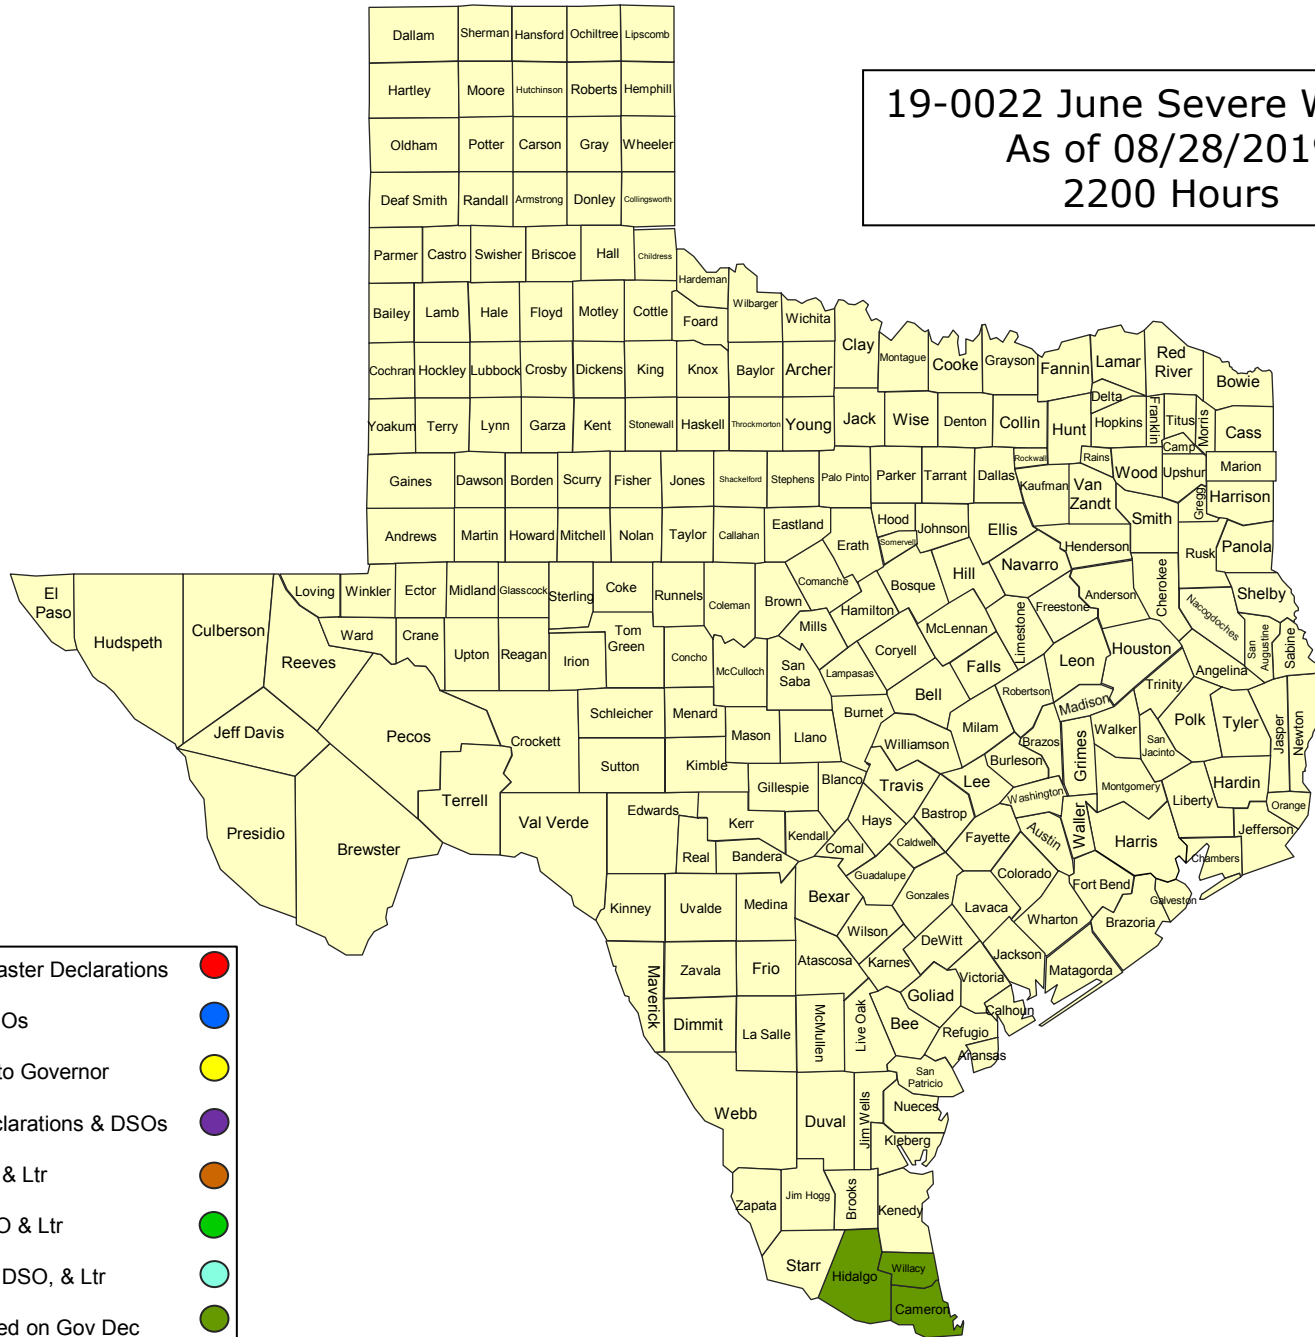 Dallam Sherman Hansford Ochiltree Lipscomb
Hartley Moore Hutchinson Roberts Hemphill
19-0022 June Severe
As of 08/28/201
2200 Hours
Oldham Potter Carson Gray Wheeler
Deaf Smith Randall Armstrong Donley Collingsworth
Parmer Castro Swisher Briscoe Hall Childress
Hardeman
Bailey Lamb Hale Floyd Motley Cottle Foard Wilbarger Wichita
Clay Montague Cooke Grayson Fannin Lamar Red River Bowie
Cochran Hockley Lubbock Crosby Dickens King Knox Baylor Archer
Delta
Yoakum Terry Lynn Garza Kent Stonewall Haskell Throckmorton Young Jack Wise Denton Collin Hunt Hopkins Franklin Titus Morris Cass
Camp
Rockwall Rains Wood Upshur Marion
Gaines Dawson Borden Scurry Fisher Jones Shackelford Stephens Palo Pinto Parker Tarrant Dallas Kaufman Van Zandt Gregg Harrison
Andrews Martin Howard Mitchell Nolan Taylor Callahan Eastland Erath Hood Somervell Johnson Ellis Henderson Smith Rusk Panola
El Paso Hudspeth Culberson Loving Winkler Ector Midland Glasscock Sterling Coke Runnels Coleman Brown Comanche Hamilton Bosque Hill Navarro Freestone Anderson Cherokee Nacogdoches Shelby
Reeves Ward Crane Upton Reagan Irion Tom Green Concho McCulloch San Saba Mills Lampasas Coryell McLennan Limestone Falls Leon Houston Angelina San Augustine Sabine
Jeff Davis Pecos Crockett Schleicher Menard Mason Llano Burnet Bell Milam Robertson Madison Trinity Walker San Jacinto Polk Tyler Jasper Newton
Sutton Kimble Gillespie Blanco Williamson Travis Lee Burleson Brazos Grimes Washington Montgomery Liberty Hardin Orange
Presidio Brewster Terrell Val Verde Edwards Kerr Real Bandera Kendall Comal Hays Caldwell Bastrop Fayette Austin Waller Harris Chambers Jefferson
Kinney Uvalde Medina Bexar Guadalupe Gonzales Lavaca Colorado Wharton Fort Bend Brazoria Galveston
Maverick Zavala Frio Atascosa Wilson Karnes DeWitt Victoria Jackson Matagorda
Dimmit La Salle McMullen Live Oak Bee Goliad Refugio Calhoun Aransas
Webb Duval Jim Wells San Patricio Nueces Kleberg
Zapata Jim Hogg Brooks Kenedy
Starr Hidalgo Willacy
Cameron
Declarations
Os
to Governor
& DSOs
& Ltr
& Ltr
DSO, & Ltr
on Gov Dec